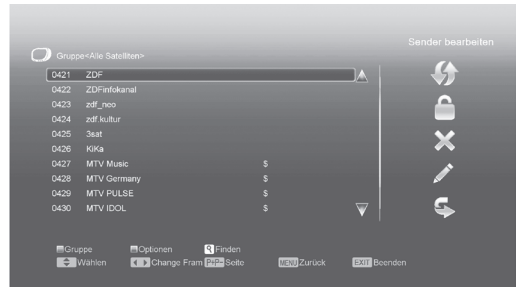 Sender bearbeiten
Gruppe<Alle Satelliten>
0421 ZDF
0422 ZDFinfokanal
0423 zdf_neo
0424 zdf.kultur
0425 3sat
0426 KiKa
0427 MTV Music $
0428 MTV Germany $
0429 MTV PULSE $
0430 MTV IDOL $
Gruppe Optionen Finden
Wählen Change Fram P+P- Seite MENU Zurück EXIT Beenden